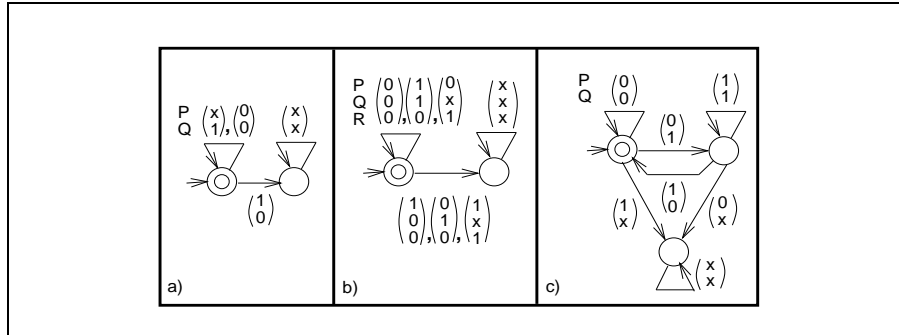 P (x 1), (0 0) (x x)
Q
(1 0)
a)
P (0 0 0) (1 1 0), (0 x 1) (x x x)
Q
R
(1 0 0), (0 1 0), (1 x 1)
b)
P (0 0) (1 1)
Q
(0 1)
(1 x) (1 0) (0 x)
(x x)
c)